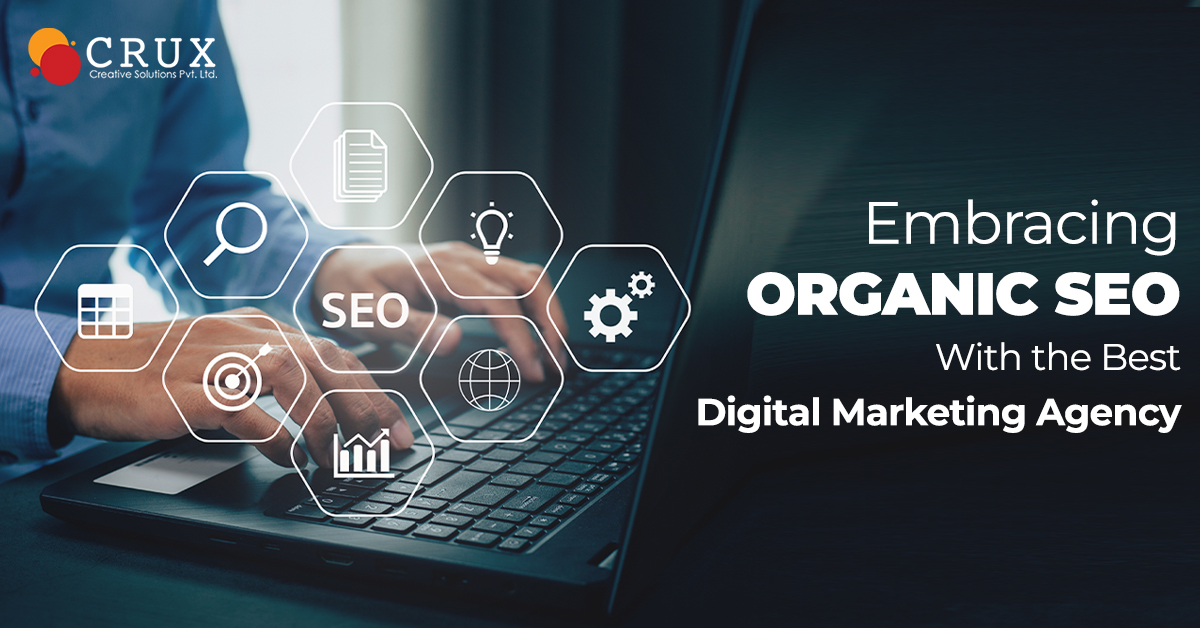 CRUX
Creative Solutions Pvt. Ltd.
SEO
Embracing
ORGANIC SEO
With the Best
Digital Marketing Agency